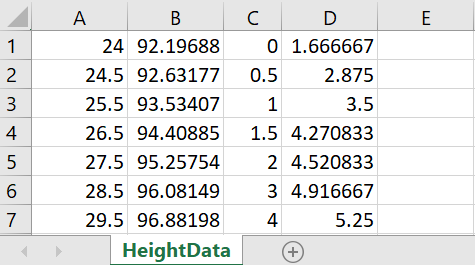 A B C D E
1 24 92.19688 0 1.666667
2 24.5 92.63177 0.5 2.875
3 25.5 93.53407 1 3.5
4 26.5 94.40885 1.5 4.270833
5 27.5 95.25754 2 4.520833
6 28.5 96.08149 3 4.916667
7 29.5 96.88198 4 5.25
HeightData